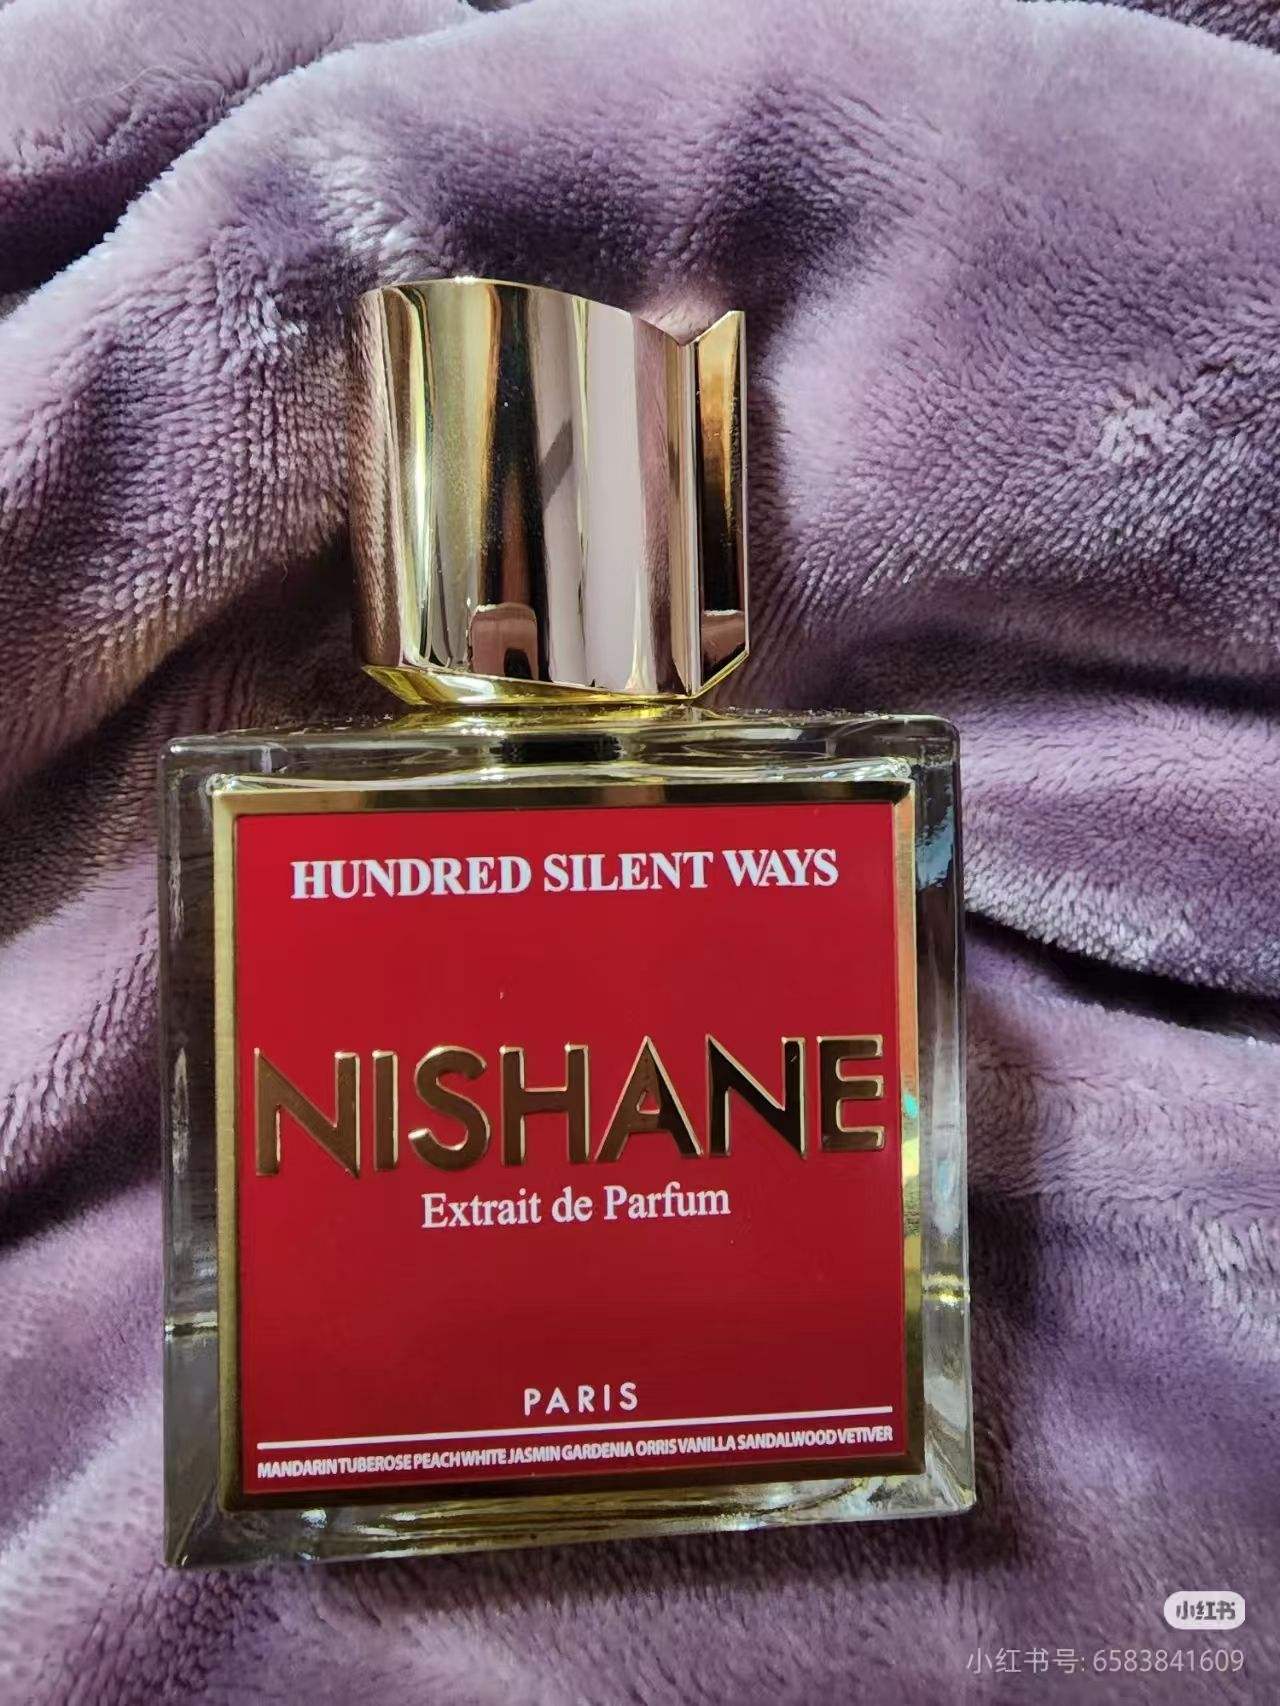 HUNDRED SILENT WAYS
NISHANE
Extrait de Parfum
PARIS
MANDARIN TUBEROSE PEACH WHITE JASMIN GARDENIA ORRIS VANILLA SANDALWOOD VETIVER
小红书
小红书号: 6583841609